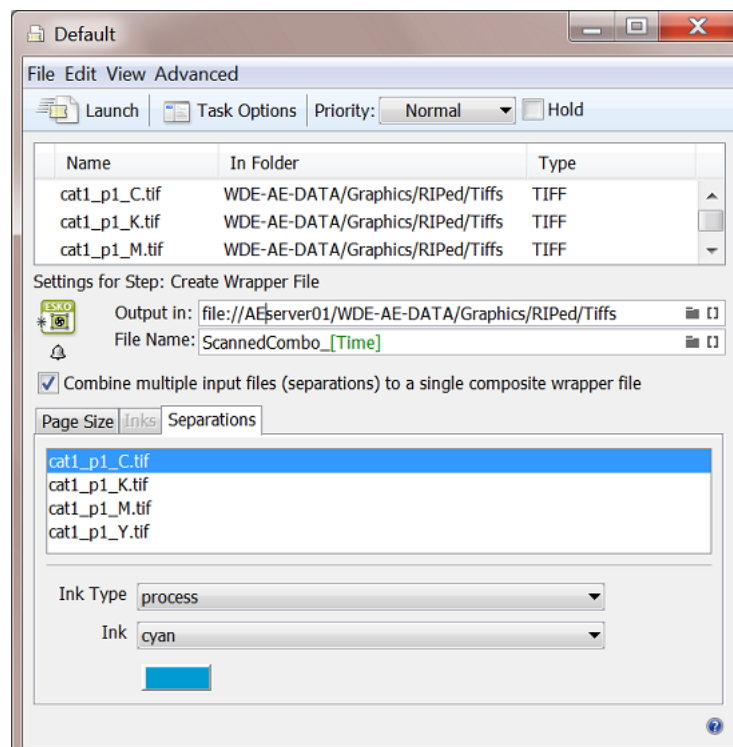 Default
File Edit View Advanced
Launch Task Options Priority: Normal Hold
Name In Folder Type
cat1_p1_C.tif WDE-AE-DATA/Graphics/RIPed/Tiffs TIFF
cat1_p1_K.tif WDE-AE-DATA/Graphics/RIPed/Tiffs TIFF
cat1_p1_M.tif WDE-AE-DATA/Graphics/RIPed/Tiffs TIFF
Settings for Step: Create Wrapper File
ESKO
Output in: file://AEserver01/WDE-AE-DATA/Graphics/RIPed/Tiffs
File Name: ScannedCombo_[Time]
Combine multiple input files (separations) to a single composite wrapper file
Page Size Inks Separations
cat1_p1_C.tif
cat1_p1_K.tif
cat1_p1_M.tif
cat1_p1_Y.tif
Ink Type process
Ink cyan
?